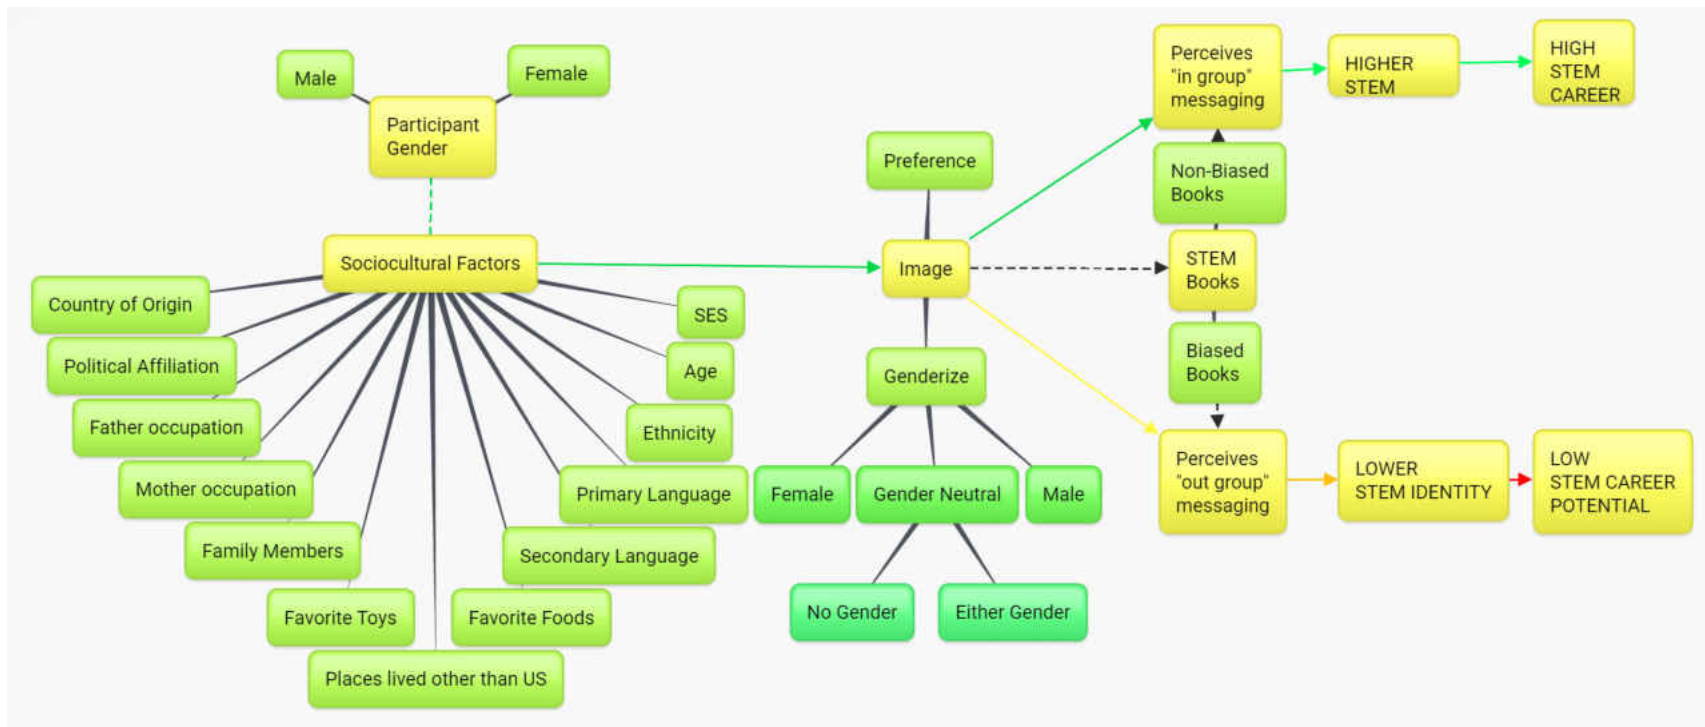 Male
Female
Participant
Gender
Sociocultural Factors
Country of Origin
Political Affiliation
Father occupation
Mother occupation
Family Members
Favorite Toys
Places lived other than US
Favorite Foods
Secondary Language
Primary Language
Ethnicity
Age
SES
Preference
Image
Genderize
Female
Gender Neutral
Male
No Gender
Either Gender
Perceives
"in group"
messaging
HIGHER
STEM
HIGH
STEM
CAREER
Non-Biased
Books
STEM
Books
Biased
Books
Perceives
"out group"
messaging
LOWER
STEM IDENTITY
LOW
STEM CAREER
POTENTIAL